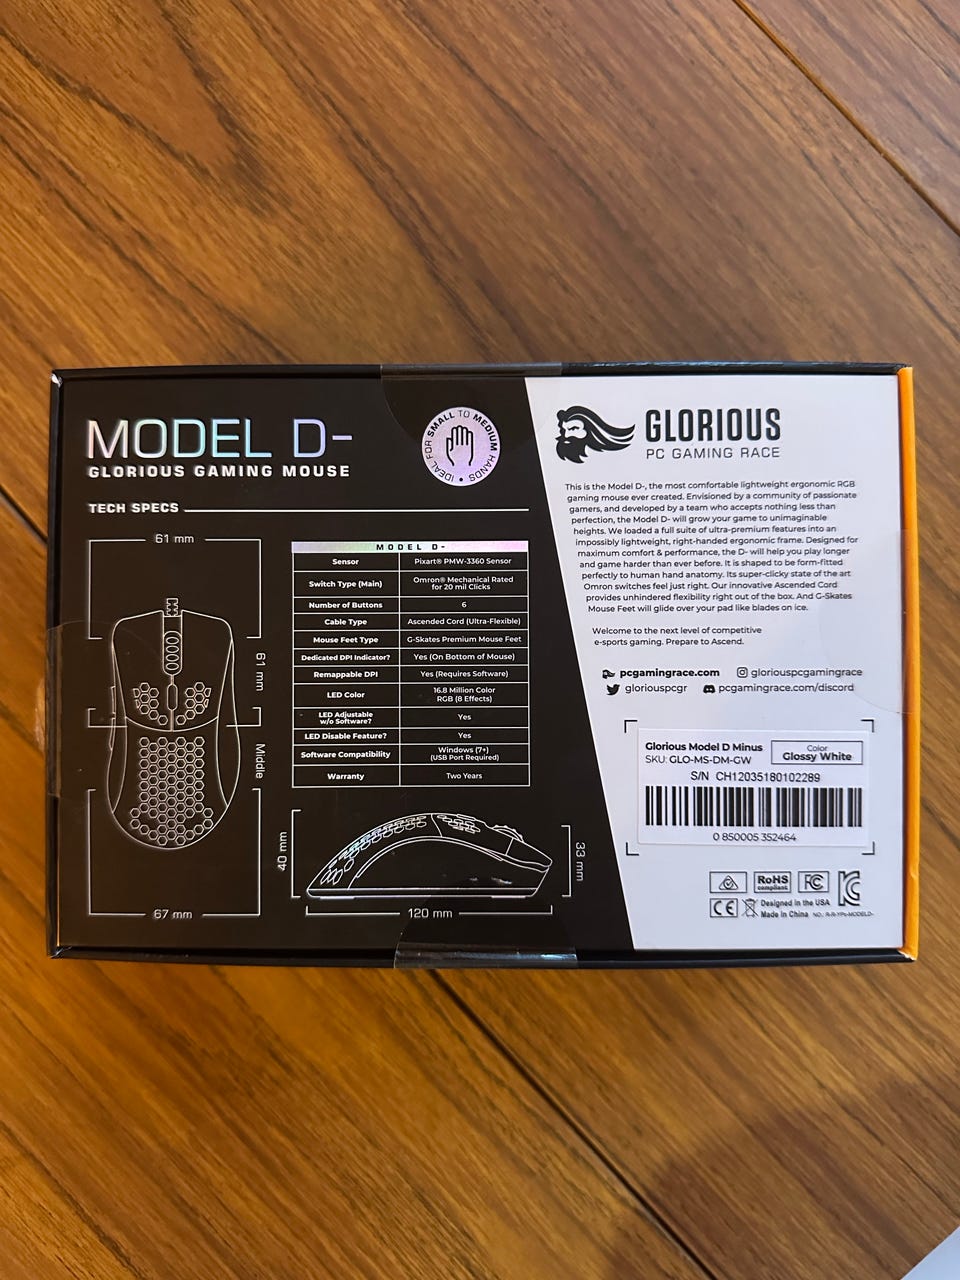 MODEL D-
GLORIOUS GAMING MOUSE
IDEAL FOR SMALL TO MEDIUM HANDS
TECH SPECS
61 mm
61 mm
Middle
67 mm
MODEL D-
Sensor Pixart® PMW-3360 Sensor
Switch Type (Main) Omron® Mechanical Rated
for 20 mil Clicks
Number of Buttons 6
Cable Type Ascended Cord (Ultra-Flexible)
Mouse Feet Type G-Skates Premium Mouse Feet
Dedicated DPI Indicator? Yes (On Bottom of Mouse)
Remappable DPI Yes (Requires Software)
LED Color 16.8 Million Color
RGB (8 Effects)
LED Adjustable
w/o Software? Yes
LED Disable Feature? Yes
Software Compatibility Windows (7+)
(USB Port Required)
Warranty Two Years
40 mm
33 mm
120 mm
GLORIOUS
PC GAMING RACE
This is the Model D-, the most comfortable lightweight ergonomic RGB
gaming mouse ever created. Envisioned by a community of passionate
gamers, and developed by a team who accepts nothing less than
perfection, the Model D- will grow your game to unimaginable
heights. We loaded a full suite of ultra-premium features into an
impossibly lightweight, right-handed ergonomic frame. Designed for
maximum comfort & performance, the D- will help you play longer
and game harder than ever before. It is shaped to be form-fitted
perfectly to human hand anatomy. Its super-clicky state of the art
Omron switches feel just right. Our innovative Ascended Cord
provides unhindered flexibility right out of the box. And G-Skates
Mouse Feet will glide over your pad like blades on ice.
Welcome to the next level of competitive
e-sports gaming. Prepare to Ascend.
pcgamingrace.com gloriouspcgamingrace
gloriouspcgr pcgamingrace.com/discord
Glorious Model D Minus
SKU: GLO-MS-DM-GW
Color
Glossy White
S/N CH12035180102289
0 850005 352464
RoHS
compliant
FC
CE
Designed in the USA
Made in China